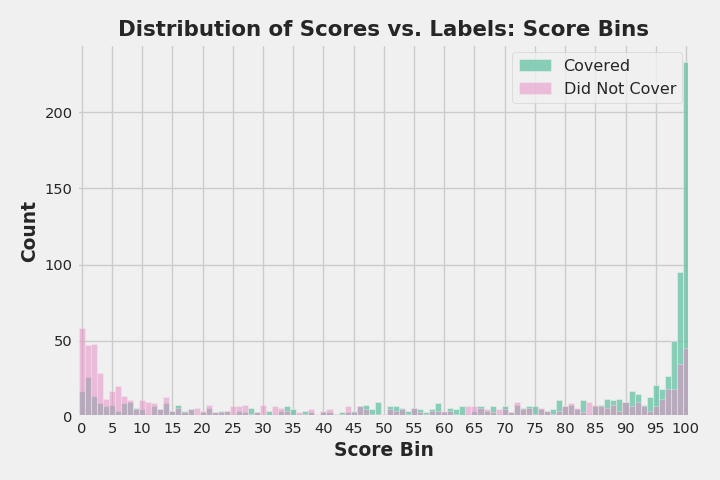 Distribution of Scores vs. Labels: Score Bins
Covered
Did Not Cover
200
150
100
50
0
Count
0 5 10 15 20 25 30 35 40 45 50 55 60 65 70 75 80 85 90 95 100
Score Bin